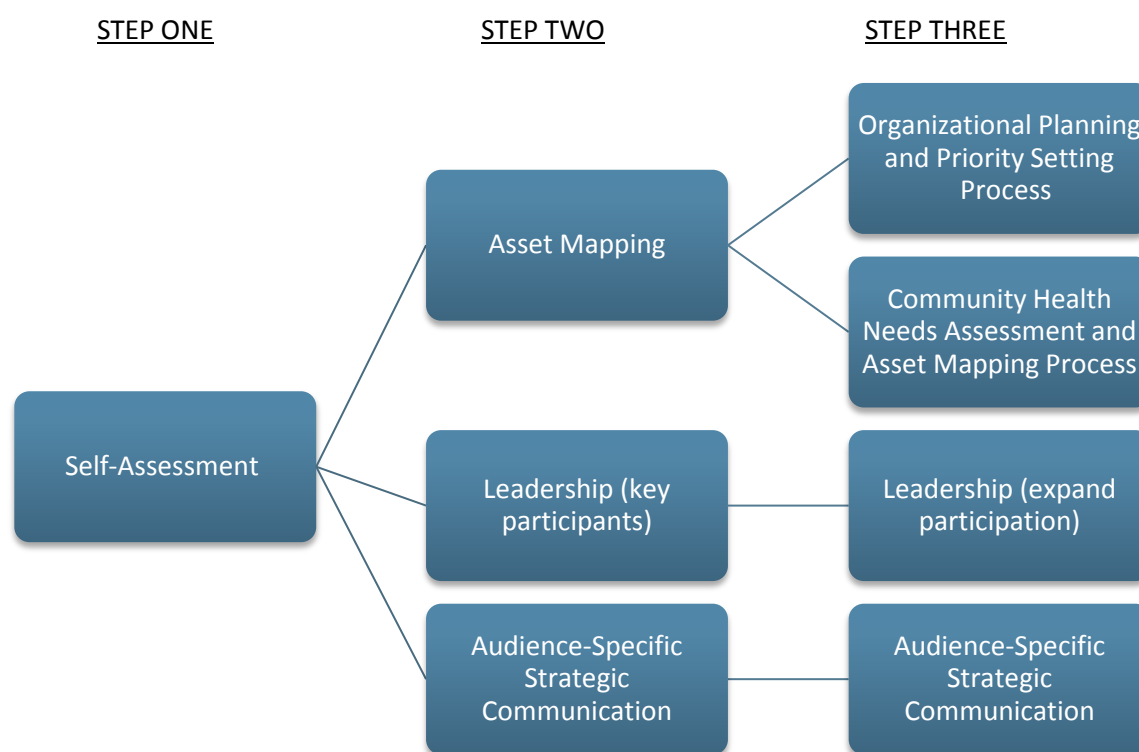 STEP ONE
STEP TWO
STEP THREE
Organizational Planning
and Priority Setting
Process
Asset Mapping
Community Health
Needs Assessment and
Asset Mapping Process
Self-Assessment
Leadership (key
participants)
Leadership (expand
participation)
Audience-Specific
Strategic
Communication
Audience-Specific
Strategic
Communication